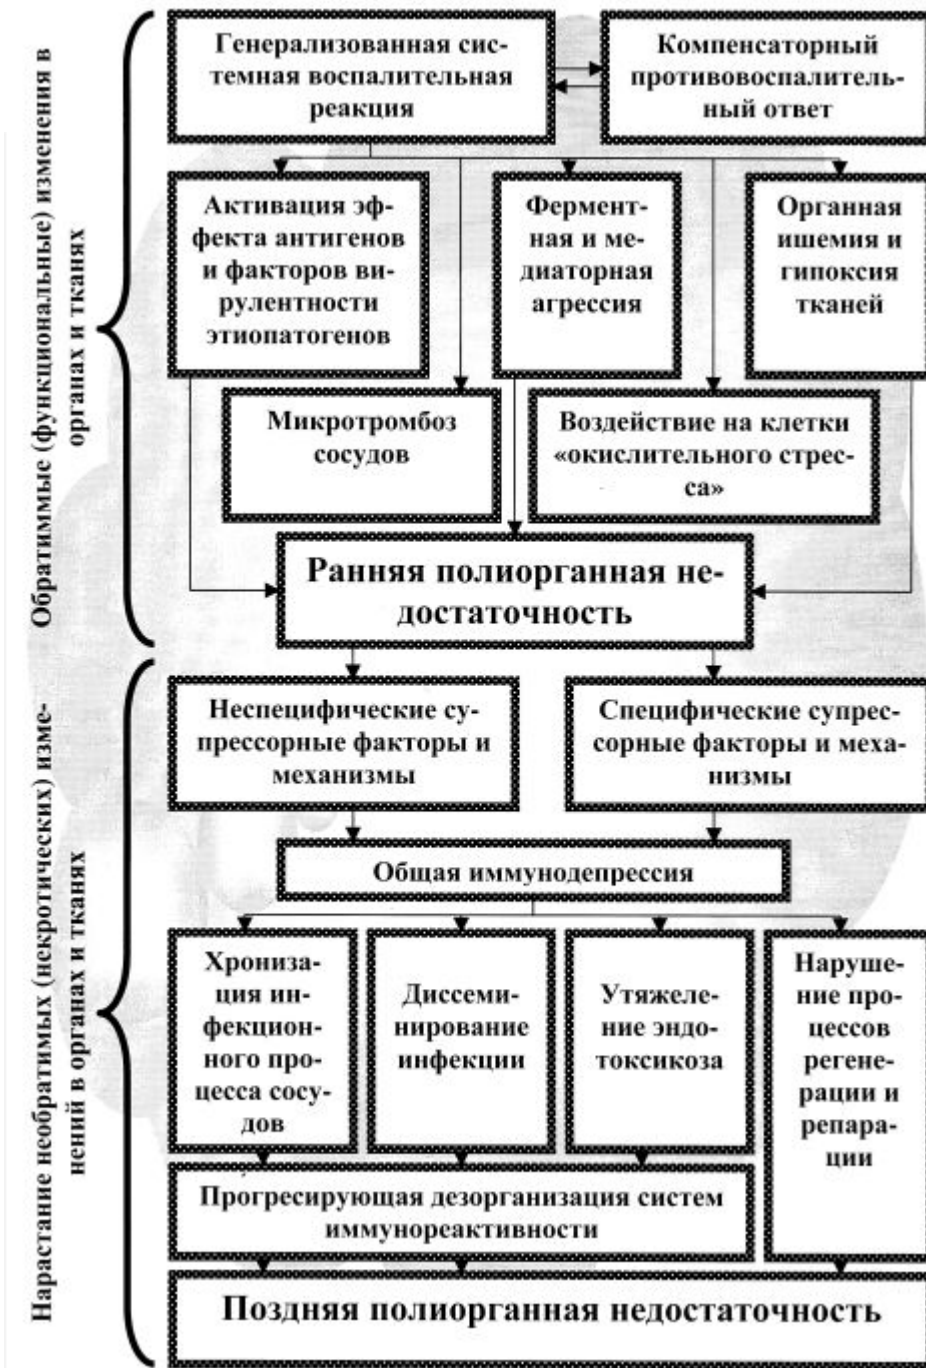 Обратимые (функциональные) изменения в
органах и тканях
Генерализованная сис-
темная воспалительная
реакция
Компенсаторный
противовоспалитель-
ный ответ
Активация эф-
фекта антигенов
и факторов ви-
рулентности
этиопатогенов
Фермент-
ная и ме-
диаторная
агрессия
Органная
ишемия и
гипоксия
тканей
Микротромбоз
сосудов
Воздействие на клетки
«окислительного стрес-
са»
Ранняя полиорганная не-
достаточность
Нарастание необратимых (некротических) изме-
нений в органах и тканях
Неспецифические су-
прессорные факторы и
механизмы
Специфические супрес-
сорные факторы и меха-
низмы
Общая иммунодепрессия
Хрониза-
ция ин-
фекцион-
ного про-
цесса сосу-
дов
Диссеми-
нирование
инфекции
Утяжеле-
ние эндо-
токсикоза
Наруше-
ние про-
цессов
регене-
рации и
репара-
ции
Прогресирующая дезорганизация систем
иммунореактивности
Поздняя полиорганная недостаточность